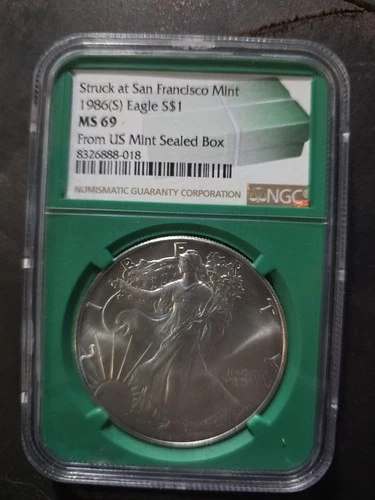 Struck at San Francisco Mint
1986(S) Eagle S$1
MS 69
From US Mint Sealed Box
8326888-018
NUMISMATIC GUARANTY CORPORATION
NGC
LIBERTY